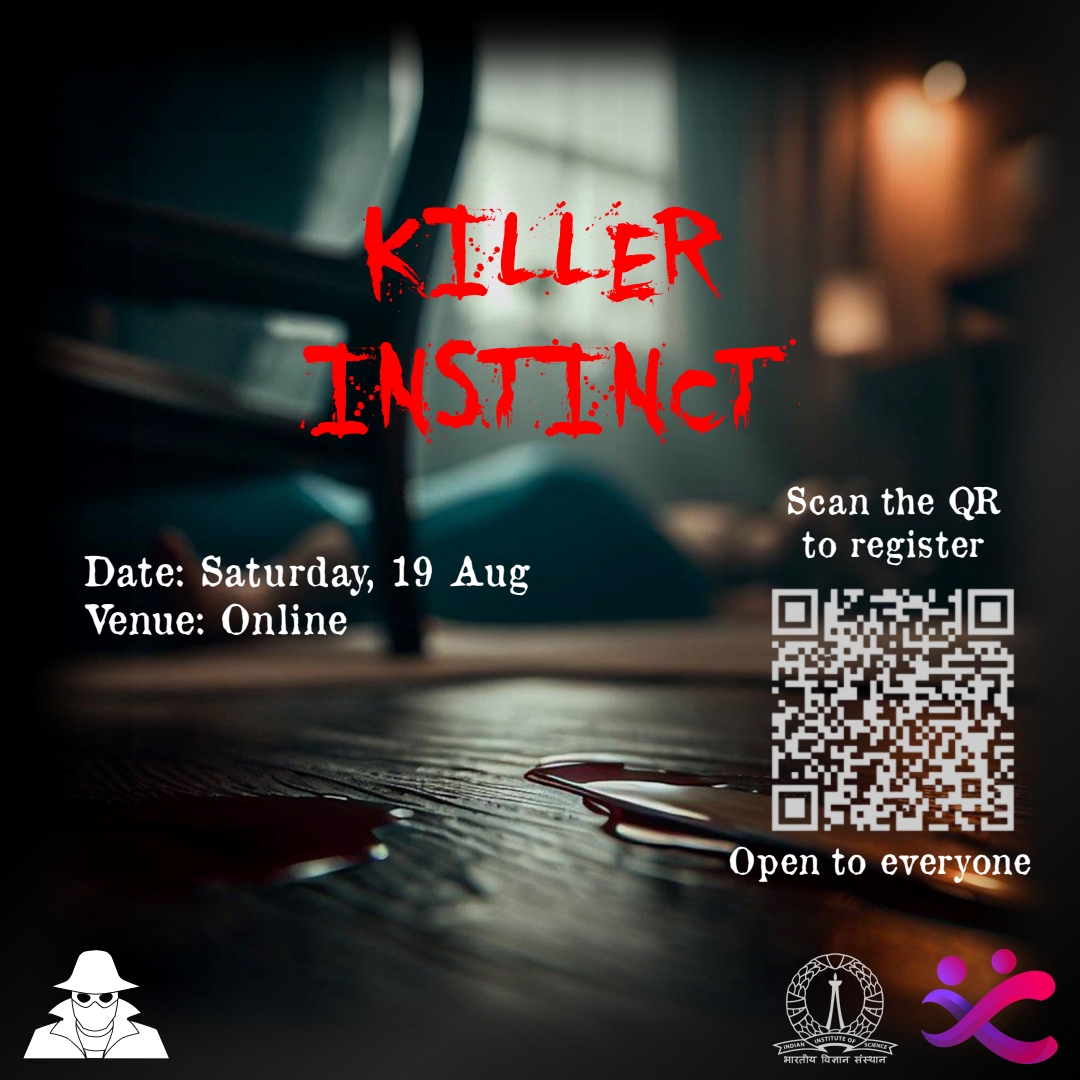 KILLER
INSTINCT
Date: Saturday, 19 Aug
Venue: Online
Scan the QR
to register
Open to everyone
INDIAN INSTITUTE OF SCIENCE
भारतीय विज्ञान संस्थान